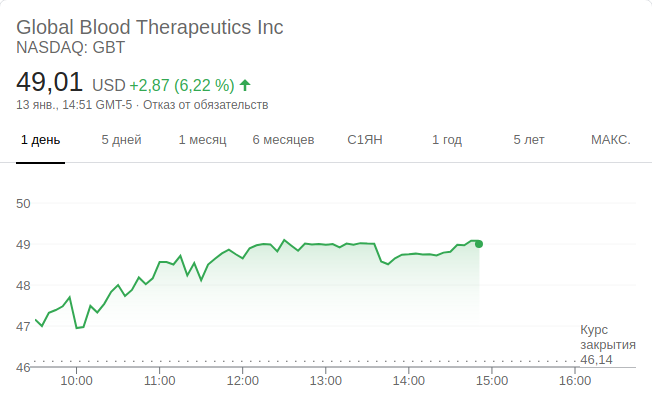 Global Blood Therapeutics Inc
NASDAQ: GBT
49,01 USD +2,87 (6,22 %)
13 янв., 14:51 GMT-5 · Отказ от обязательств
1 день 5 дней 1 месяц 6 месяцев С1ЯН 1 год 5 лет МАКС.
50
49
48
47
Курс
закрытия
46,14
46
10:00 11:00 12:00 13:00 14:00 15:00 16:00